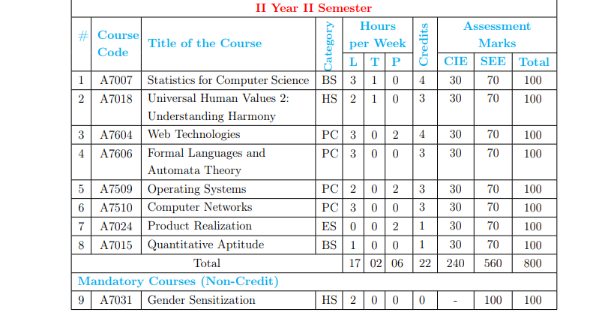 II Year II Semester
# Course Code Title of the Course Category Hours per Week Credits Assessment Marks
L T P CIE SEE Total
1 A7007 Statistics for Computer Science BS 3 1 0 4 30 70 100
2 A7018 Universal Human Values 2: HS 2 1 0 3 30 70 100
Understanding Harmony
3 A7604 Web Technologies PC 3 0 2 4 30 70 100
4 A7606 Formal Languages and PC 3 0 0 3 30 70 100
Automata Theory
5 A7509 Operating Systems PC 2 0 2 3 30 70 100
6 A7510 Computer Networks PC 3 0 0 3 30 70 100
7 A7024 Product Realization ES 0 0 2 1 30 70 100
8 A7015 Quantitative Aptitude BS 1 0 0 1 30 70 100
Total 17 02 06 22 240 560 800
Mandatory Courses (Non-Credit)
9 A7031 Gender Sensitization HS 2 0 0 0 - 100 100